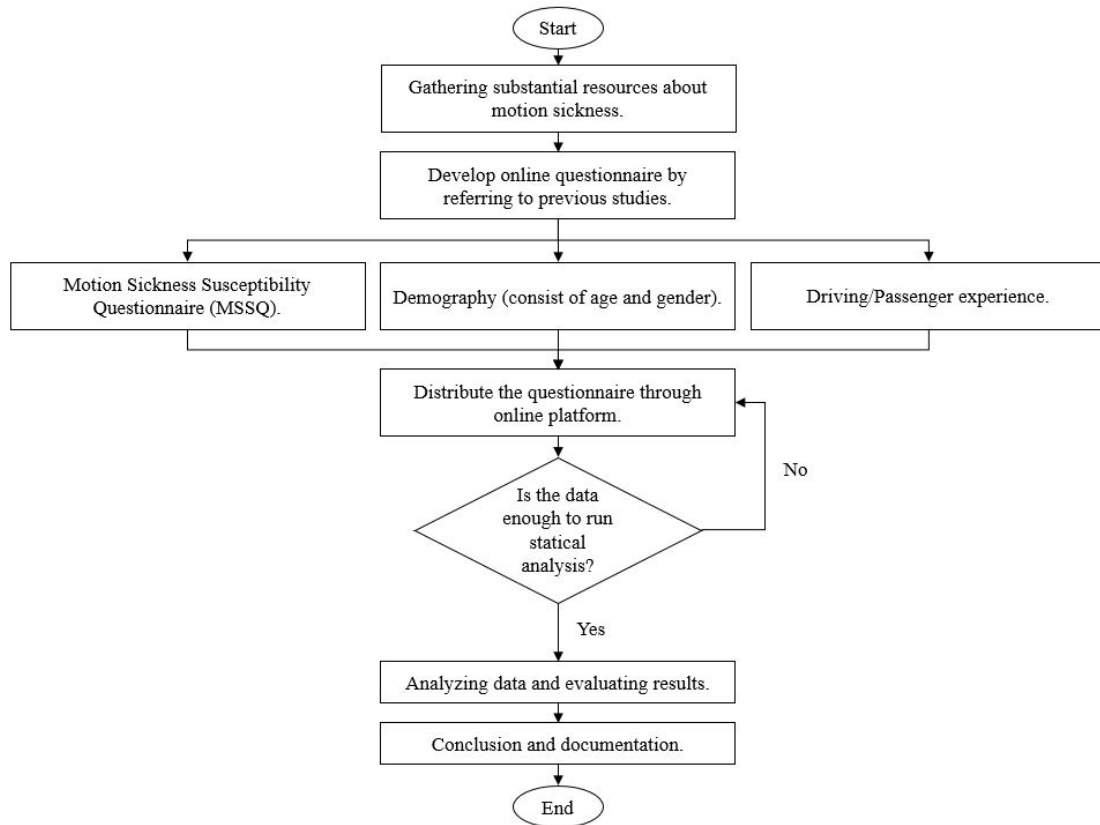 Start
Gathering substantial resources about
motion sickness.
Develop online questionnaire by
referring to previous studies.
Motion Sickness Susceptibility
Questionnaire (MSSQ).
Demography (consist of age and gender).
Driving/Passenger experience.
Distribute the questionnaire through
online platform.
No
Is the data
enough to run
statical
analysis?
Yes
Analyzing data and evaluating results.
Conclusion and documentation.
End